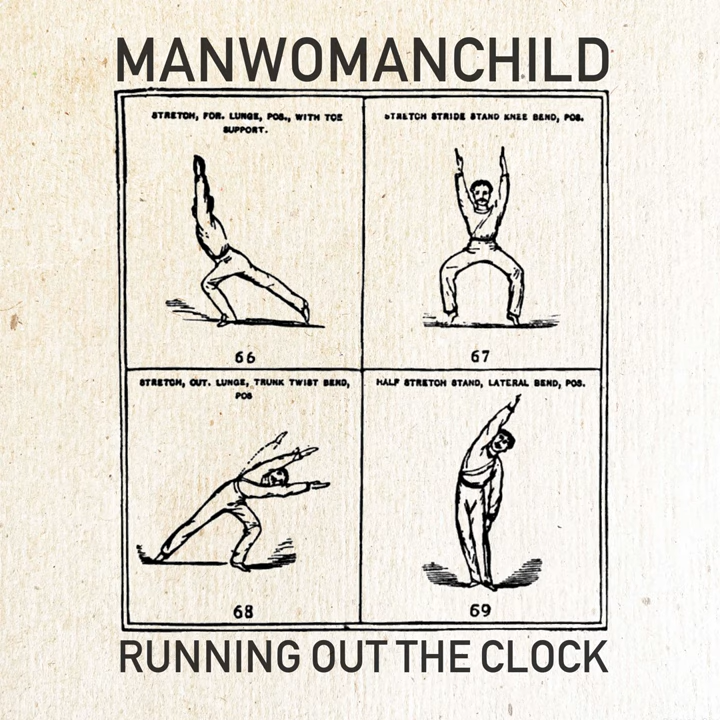 MANWOMANCHILD
STRETCH, FOR. LUNGE, POS., WITH TOE
SUPPORT.
STRETCH STRIDE STAND KNEE BEND, POS.
66
67
STRETCH, OUT. LUNGE, TRUNK TWIST BEND,
POS
HALF STRETCH STAND, LATERAL BEND, POS.
68
69
RUNNING OUT THE CLOCK